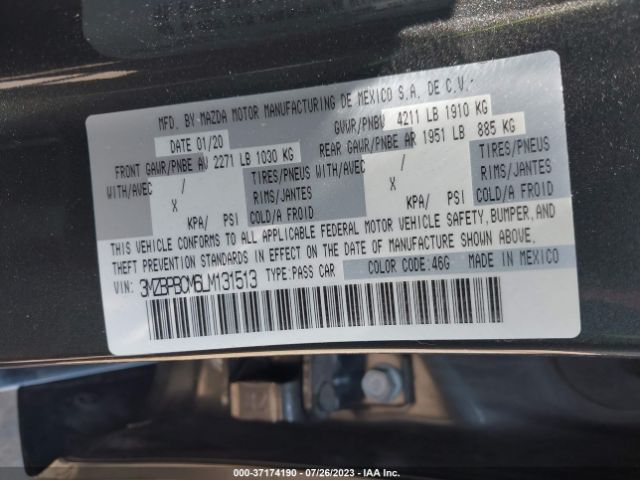 MFD. BY MAZDA MOTOR MANUFACTURING DE MEXICO S.A. DE C.V.
DATE 01/20 GVWR/PNBV 4211 LB 1910 KG
FRONT GAWR/PNBE AV 2271 LB 1030 KG REAR GAWR/PNBE AR 1951 LB 885 KG
WITH/AVEC / TIRES/PNEUS WITH/AVEC / TIRES/PNEUS
X RIMS/JANTES X RIMS/JANTES
KPA/ PSI COLD/A FROID KPA/ PSI COLD/A FROID
THIS VEHICLE CONFORMS TO ALL APPLICABLE FEDERAL MOTOR VEHICLE SAFETY, BUMPER, AND
THEFT PREVENTION STANDARDS IN EFFECT ON THE DATE OF MANUFACTURE SHOWN ABOVE.
VIN: 3MZBPBCM6LM131513 TYPE:PASS CAR COLOR CODE:46G MADE IN MEXICO
000-37174190 - 07/26/2023 - IAA Inc.